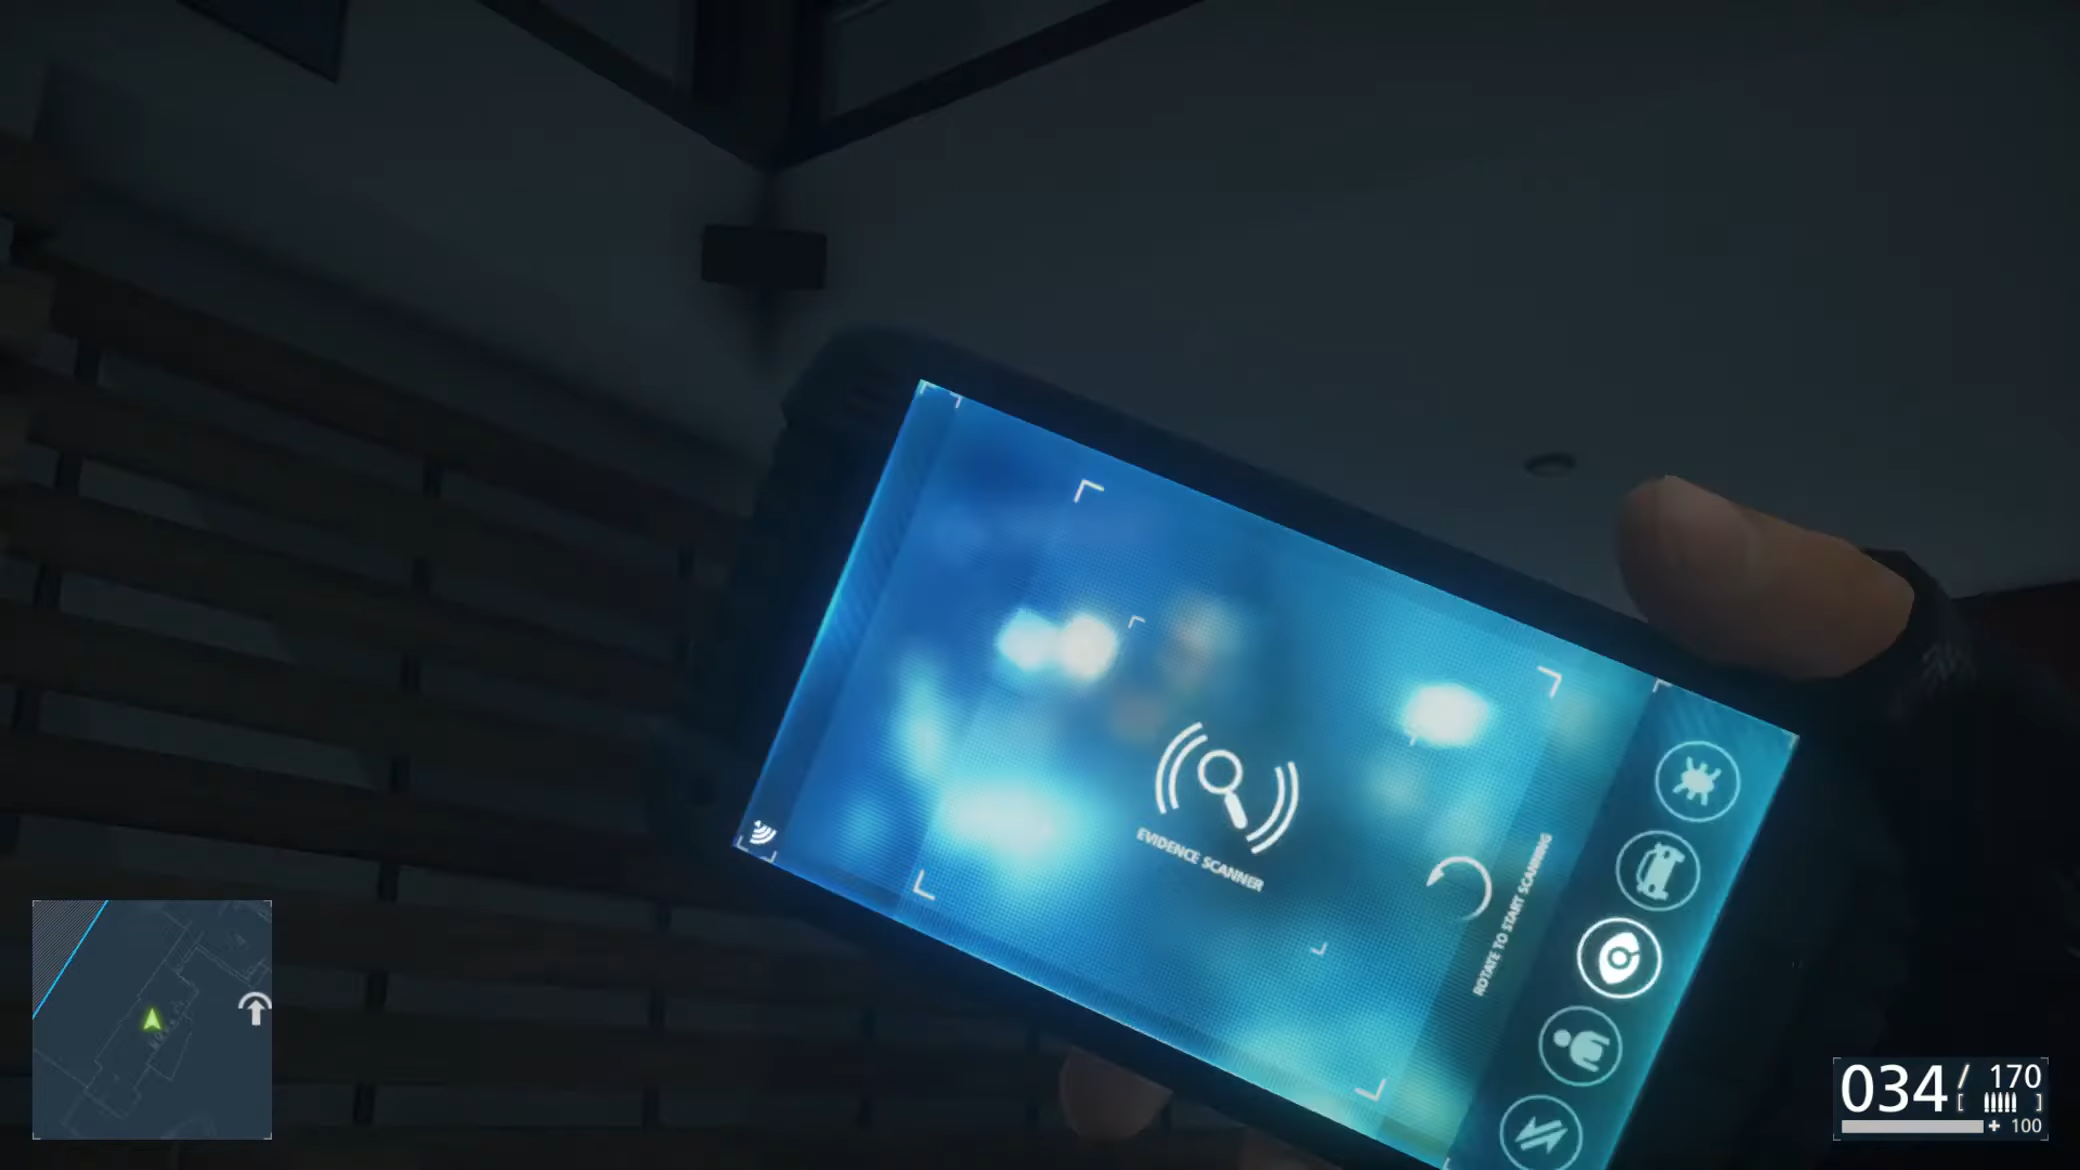 EVIDENCE SCANNER
ROTATE TO START SCANNING
034 / 170
+ 100